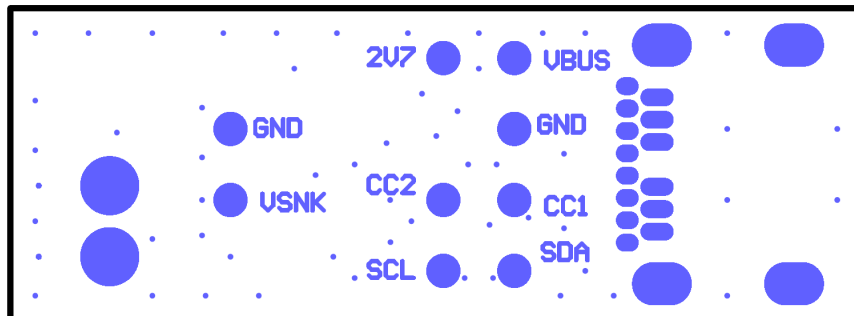 2V7
VBUS
GND
GND
CC2
VSNK
CC1
SDA
SCL